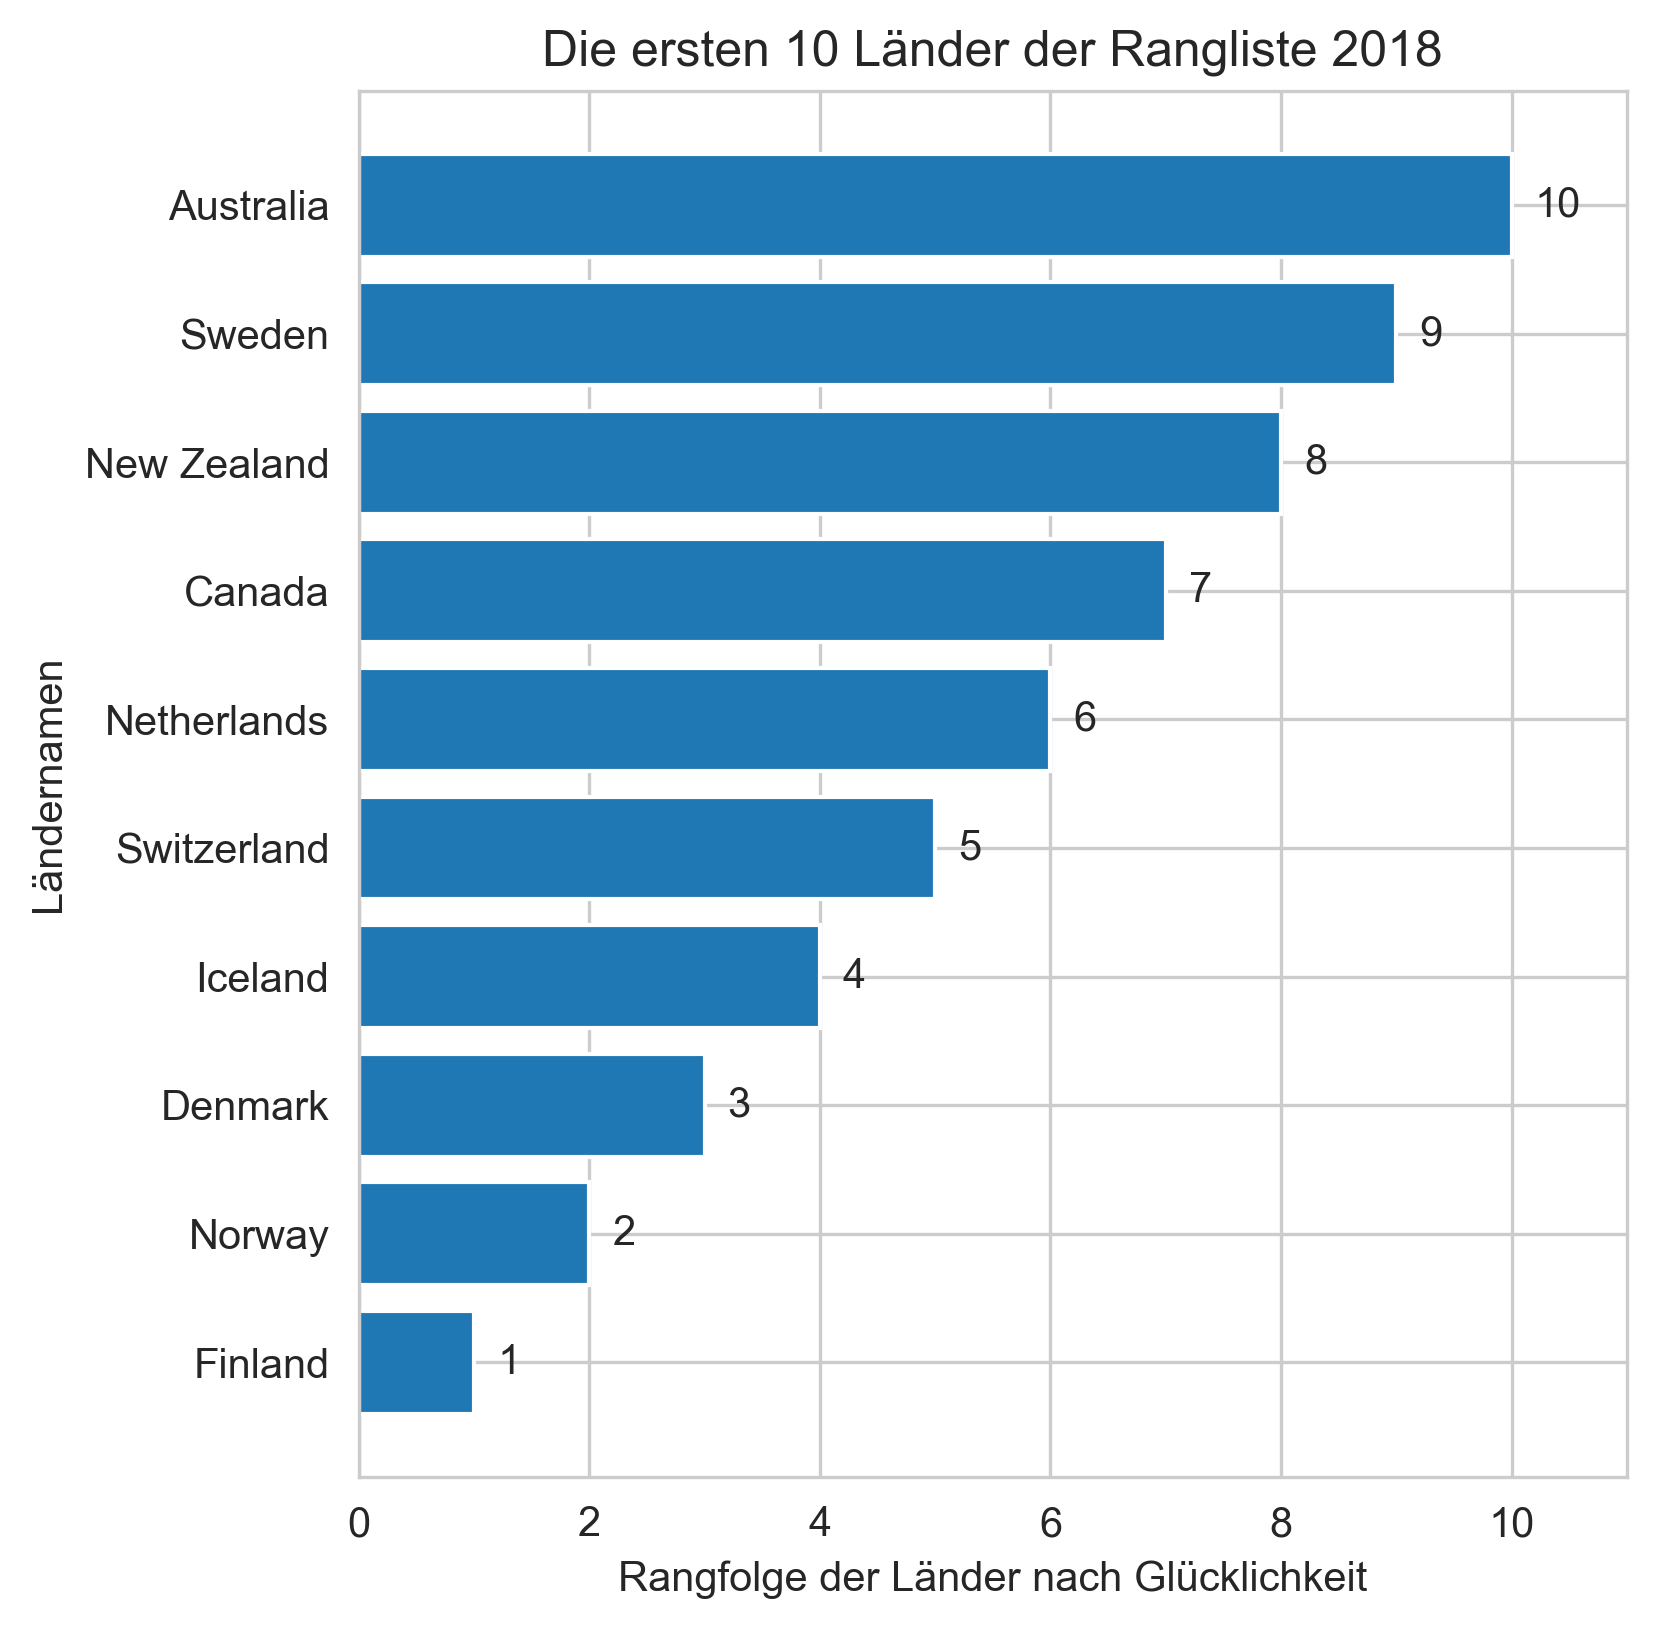 Die ersten 10 Länder der Rangliste 2018
Ländernamen
Australia 10
Sweden 9
New Zealand 8
Canada 7
Netherlands 6
Switzerland 5
Iceland 4
Denmark 3
Norway 2
Finland 1
0 2 4 6 8 10
Rangfolge der Länder nach Glücklichkeit